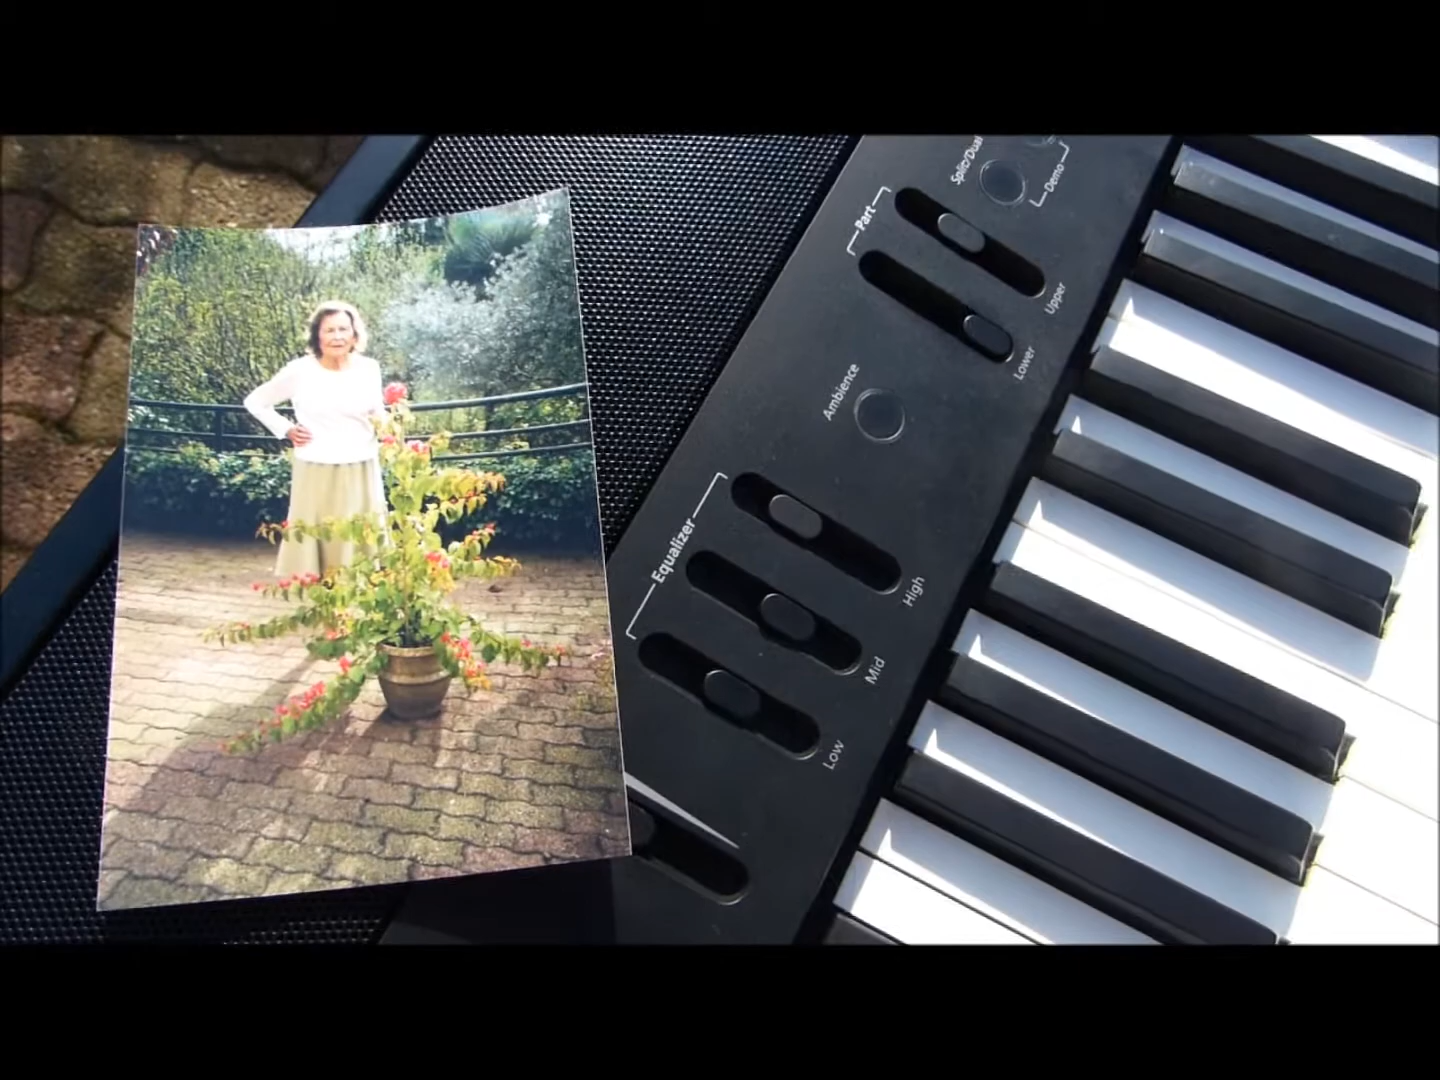 Split/Dual
Demo
Part
Upper
Lower
Ambience
Equalizer
High
Mid
Low